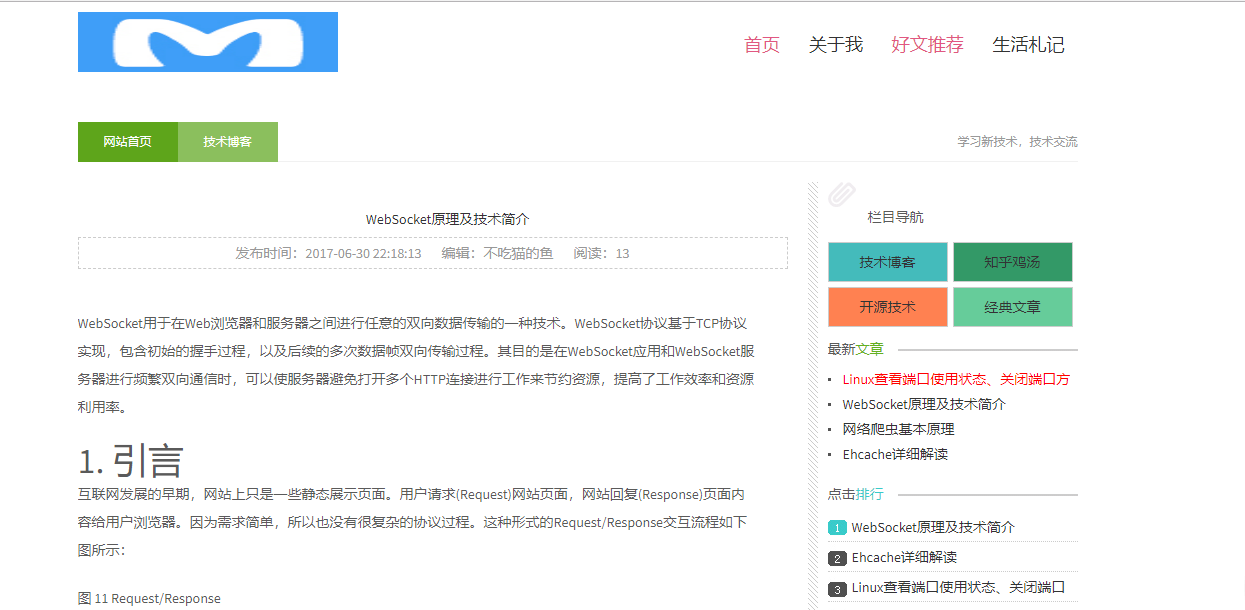 首页 关于我 好文推荐 生活札记
网站首页 技术博客
学习新技术，技术交流
WebSocket原理及技术简介
发布时间：2017-06-30 22:18:13 编辑：不吃猫的鱼 阅读：13
WebSocket用于在Web浏览器和服务器之间进行任意的双向数据传输的一种技术。WebSocket协议基于TCP协议
实现，包含初始的握手过程，以及后续的多次数据帧双向传输过程。其目的是在WebSocket应用和WebSocket服
务器进行频繁双向通信时，可以使服务器避免打开多个HTTP连接进行工作来节约资源，提高了工作效率和资源
利用率。
1. 引言
互联网发展的早期，网站上只是一些静态展示页面。用户请求(Request)网站页面，网站回复(Response)页面内
容给用户浏览器。因为需求简单，所以也没有很复杂的协议过程。这种形式的Request/Response交互流程如下
图所示：
图 11 Request/Response
栏目导航
技术博客 知乎鸡汤
开源技术 经典文章
最新文章
Linux查看端口使用状态、关闭端口方
WebSocket原理及技术简介
网络爬虫基本原理
Ehcache详细解读
点击排行
1 WebSocket原理及技术简介
2 Ehcache详细解读
3 Linux查看端口使用状态、关闭端口